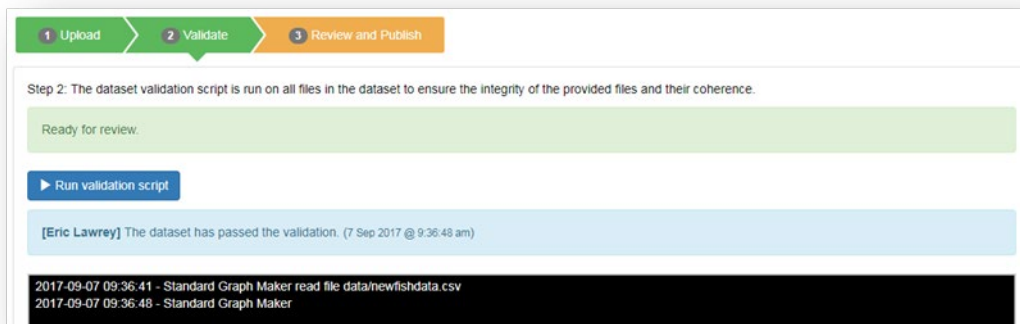 1 Upload 2 Validate 3 Review and Publish
Step 2: The dataset validation script is run on all files in the dataset to ensure the integrity of the provided files and their coherence.
Ready for review.
Run validation script
[Eric Lawrey] The dataset has passed the validation. (7 Sep 2017 @ 9:36:48 am)
2017-09-07 09:36:41 - Standard Graph Maker read file data/newfishdata.csv
2017-09-07 09:36:48 - Standard Graph Maker